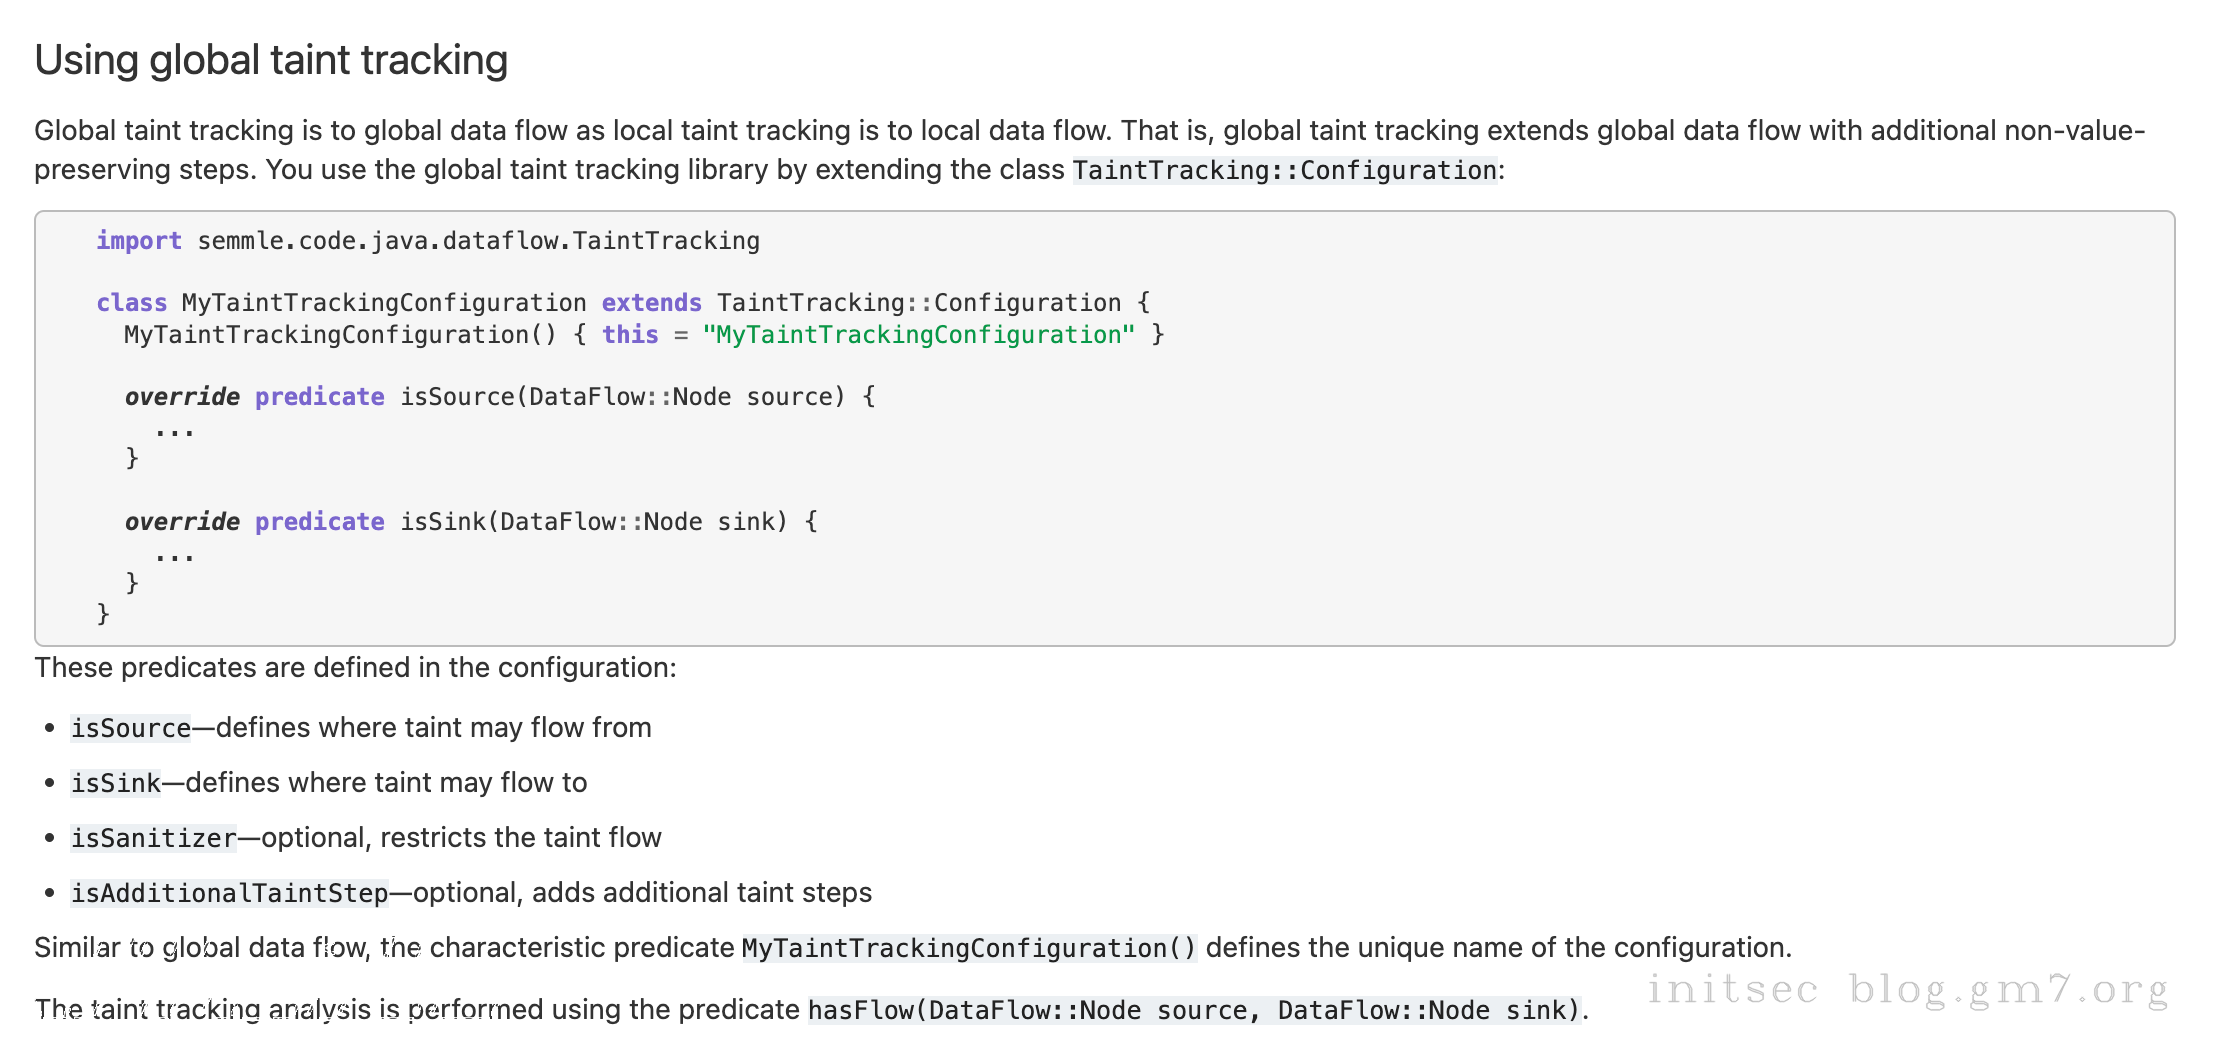 Using global taint tracking
Global taint tracking is to global data flow as local taint tracking is to local data flow. That is, global taint tracking extends global data flow with additional non-value-
preserving steps. You use the global taint tracking library by extending the class TaintTracking::Configuration:
import semmle.code.java.dataflow.TaintTracking
class MyTaintTrackingConfiguration extends TaintTracking::Configuration {
MyTaintTrackingConfiguration() { this = "MyTaintTrackingConfiguration" }
override predicate isSource(DataFlow::Node source) {
...
}
override predicate isSink(DataFlow::Node sink) {
...
}
}
These predicates are defined in the configuration:
• isSource—defines where taint may flow from
• isSink—defines where taint may flow to
• isSanitizer—optional, restricts the taint flow
• isAdditionalTaintStep—optional, adds additional taint steps
Similar to global data flow, the characteristic predicate MyTaintTrackingConfiguration() defines the unique name of the configuration.
The taint tracking analysis is performed using the predicate hasFlow(DataFlow::Node source, DataFlow::Node sink).
initsec blog.gm7.org